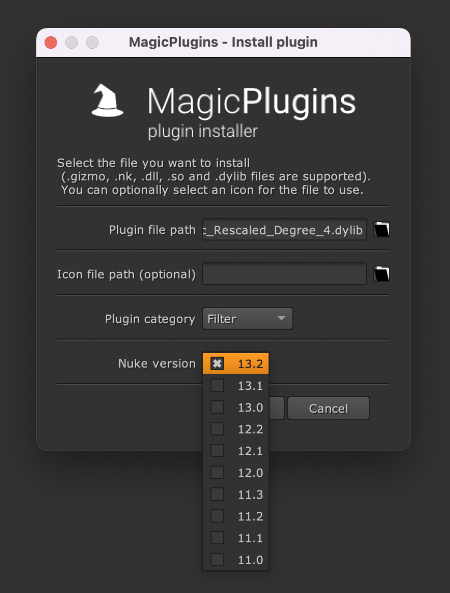 MagicPlugins - Install plugin
MagicPlugins
plugin installer
Select the file you want to install
(.gizmo, .nk, .dll, .so and .dylib files are supported).
You can optionally select an icon for the file to use.
Plugin file path c_Rescaled_Degree_4.dylib
Icon file path (optional)
Plugin category Filter
Nuke version 13.2
13.1
13.0
Cancel
12.2
12.1
12.0
11.3
11.2
11.1
11.0